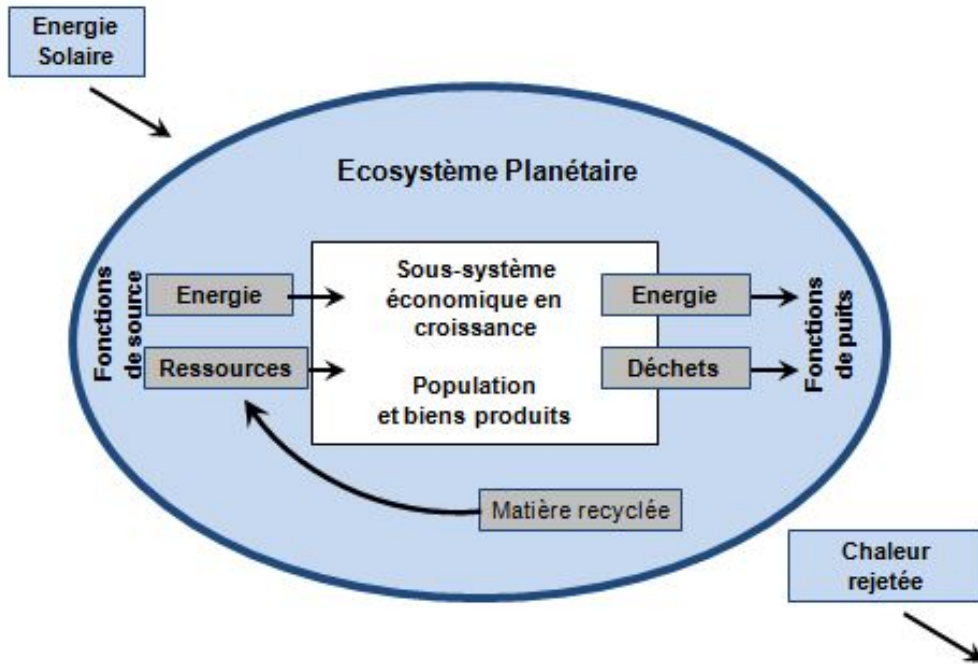 Energie
Solaire
Ecosystème Planétaire
Fonctions
de source
Energie
Ressources
Sous-système
économique en
croissance
Population
et biens produits
Energie
Déchets
Fonctions
de puits
Matière recyclée
Chaleur
rejetée